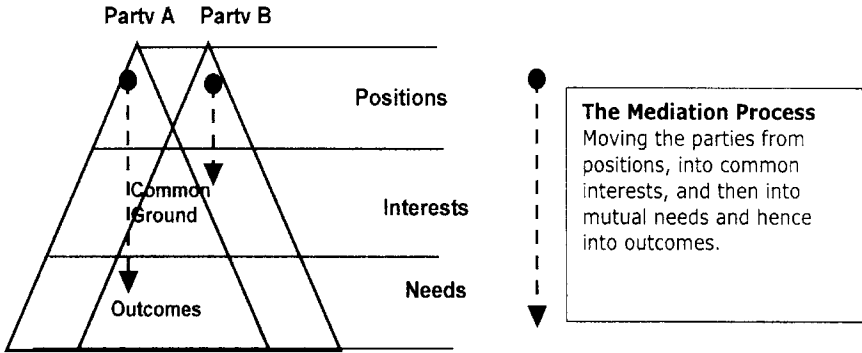 Party A Party B
Positions
Common
Ground
Interests
Needs
Outcomes
The Mediation Process
Moving the parties from
positions, into common
interests, and then into
mutual needs and hence
into outcomes.